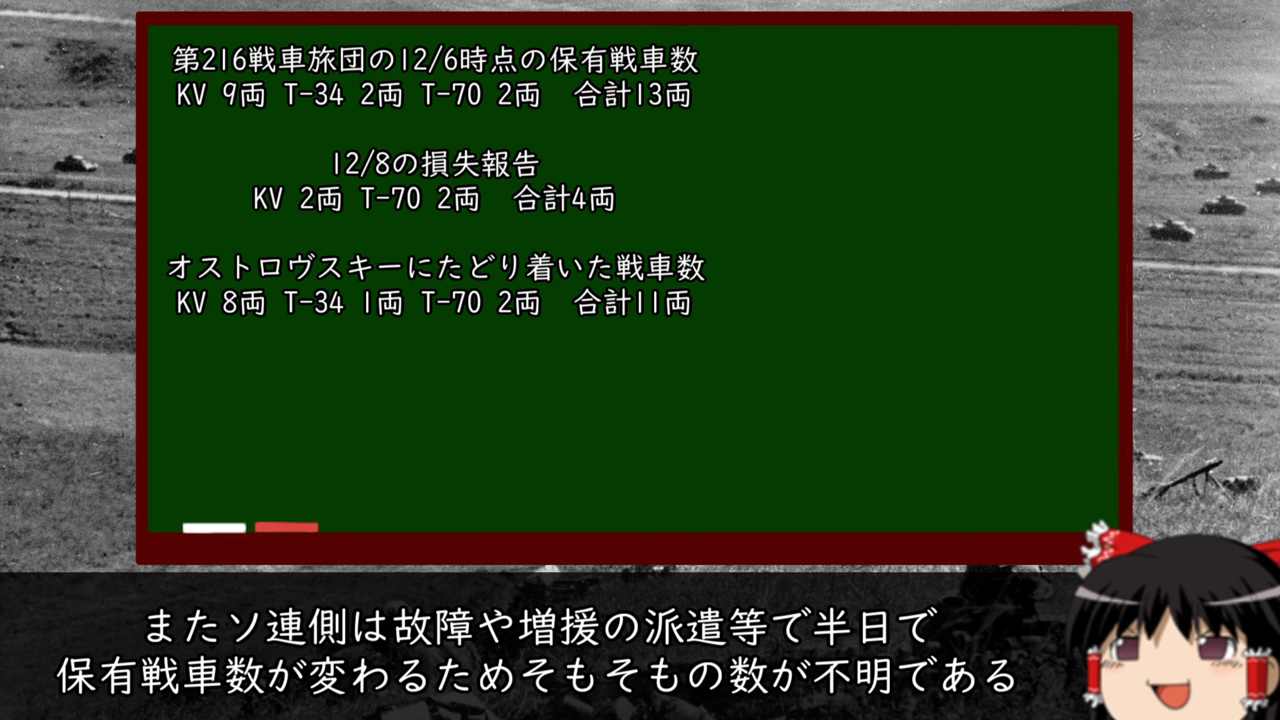 第216戦車旅団の12/6時点の保有戦車数
KV 9両 T-34 2両 T-70 2両　合計13両
12/8の損失報告
KV 2両 T-70 2両　合計4両
オストロヴスキーにたどり着いた戦車数
KV 8両 T-34 1両 T-70 2両　合計11両
またソ連側は故障や増援の派遣等で半日で
保有戦車数が変わるためそもそもの数が不明である